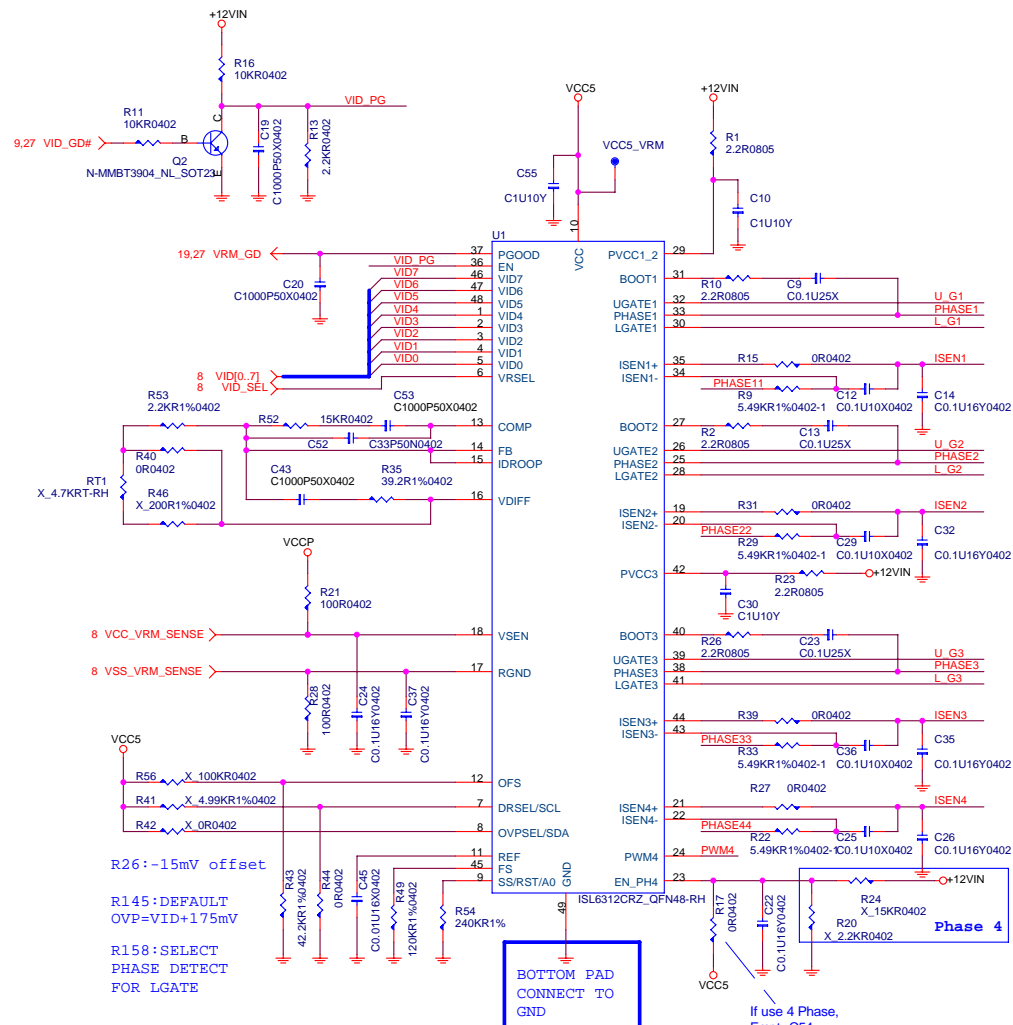 +12VIN
R16
10KR0402
VID_PG
R11
10KR0402
9,27 VID_GD#
B
C
E
Q2
N-MMBT3904_NL_SOT23
C19
C1000P50X0402
R13
2.2KR0402
VCC5
VCC5_VRM
C55
C1U10Y
+12VIN
R1
2.2R0805
C10
C1U10Y
U1
10
VCC
19,27 VRM_GD
C20
C1000P50X0402
37 PGOOD
VID_PG 36 EN
VID7 46 VID7
VID6 47 VID6
VID5 48 VID5
VID4 1 VID4
VID3 2 VID3
VID2 3 VID2
VID1 4 VID1
VID0 5 VID0
6 VRSEL
8 VID[0..7]
8 VID_SEL
R53
2.2KR1%0402
R52
15KR0402
C53
C1000P50X0402
C52
C33P50N0402
R40
0R0402
RT1
X_4.7KRT-RH
R46
X_200R1%0402
C43
C1000P50X0402
R35
39.2R1%0402
13 COMP
14 FB
15 IDROOP
16 VDIFF
VCCP
R21
100R0402
8 VCC_VRM_SENSE
18 VSEN
8 VSS_VRM_SENSE
17 RGND
R28
100R0402
C24
C0.1U16Y0402
C37
C0.1U16Y0402
VCC5
R56
X_100KR0402
12 OFS
R41
X_4.99KR1%0402
7 DRSEL/SCL
R42
X_0R0402
8 OVPSEL/SDA
11 REF
45 FS
9 SS/RST/A0
GND
49
R43
42.2KR1%0402
R44
0R0402
C45
C0.01U16X0402
R49
120KR1%0402
R54
240KR1%
R26:-15mV offset
R145:DEFAULT
OVP=VID+175mV
R158:SELECT
PHASE DETECT
FOR LGATE
BOTTOM PAD
CONNECT TO
GND
PVCC1_2 29
BOOT1 31
R10
2.2R0805
C9
C0.1U25X
UGATE1 32 U_G1
PHASE1 33 PHASE1
LGATE1 30 L_G1
ISEN1+ 35
ISEN1- 34
R15 0R0402
ISEN1
PHASE11
R9
5.49KR1%0402-1
C12
C0.1U10X0402
C14
C0.1U16Y0402
BOOT2 27
R2
2.2R0805
C13
C0.1U25X
UGATE2 26 U_G2
PHASE2 25 PHASE2
LGATE2 28 L_G2
ISEN2+ 19
ISEN2- 20
R31 0R0402
ISEN2
PHASE22
R29
5.49KR1%0402-1
C29
C0.1U10X0402
C32
C0.1U16Y0402
PVCC3 42
R23
2.2R0805
+12VIN
C30
C1U10Y
BOOT3 40
R26
2.2R0805
C23
C0.1U25X
UGATE3 39 U_G3
PHASE3 38 PHASE3
LGATE3 41 L_G3
ISEN3+ 44
ISEN3- 43
R39 0R0402
ISEN3
PHASE33
R33
5.49KR1%0402-1
C36
C0.1U10X0402
C35
C0.1U16Y0402
R27 0R0402
ISEN4+ 21
ISEN4- 22
ISEN4
PHASE44
R22
5.49KR1%0402-1
C25
C0.1U10X0402
C26
C0.1U16Y0402
PWM4 24 PWM4
EN_PH4 23
ISL6312CRZ_QFN48-RH
R17
0R0402
VCC5
C22
C0.1U16Y0402
R24
X_15KR0402
+12VIN
R20
X_2.2KR0402
Phase 4
If use 4 Phase,